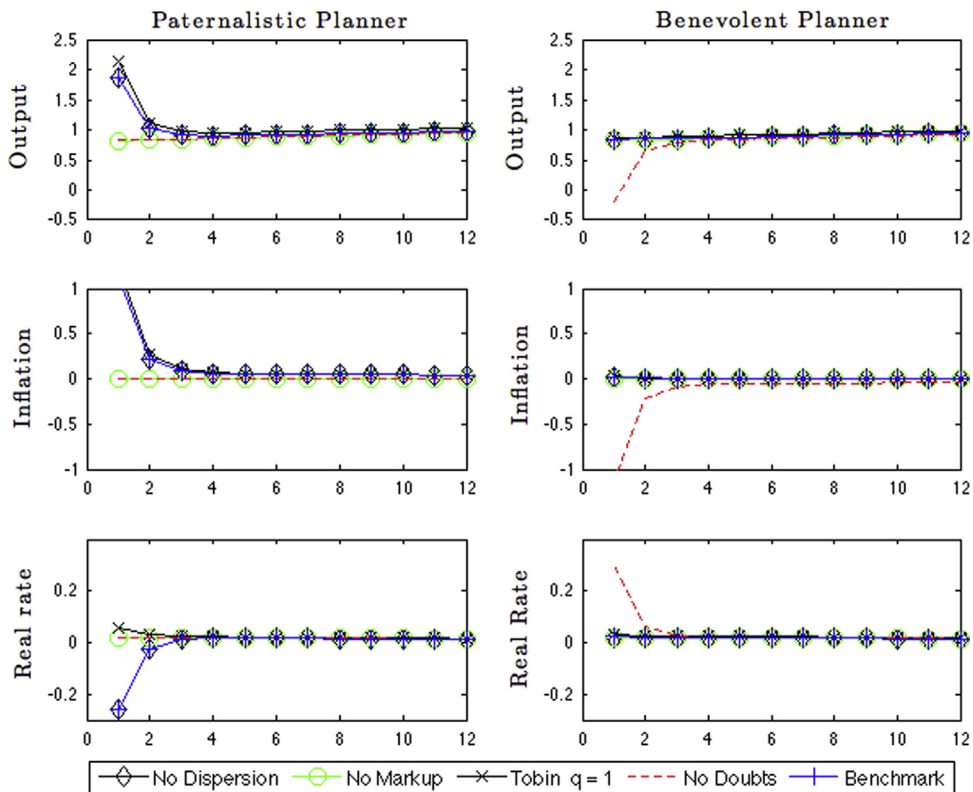 Paternalistic Planner
Benevolent Planner
Output
2.5
2
1.5
1
0.5
0
-0.5
0 2 4 6 8 10 12
Output
2.5
2
1.5
1
0.5
0
-0.5
0 2 4 6 8 10 12
Inflation
1
0.5
0
-0.5
-1
0 2 4 6 8 10 12
Inflation
1
0.5
0
-0.5
-1
0 2 4 6 8 10 12
Real rate
0.2
0
-0.2
0 2 4 6 8 10 12
Real Rate
0.2
0
-0.2
0 2 4 6 8 10 12
No Dispersion No Markup Tobin q = 1 No Doubts Benchmark